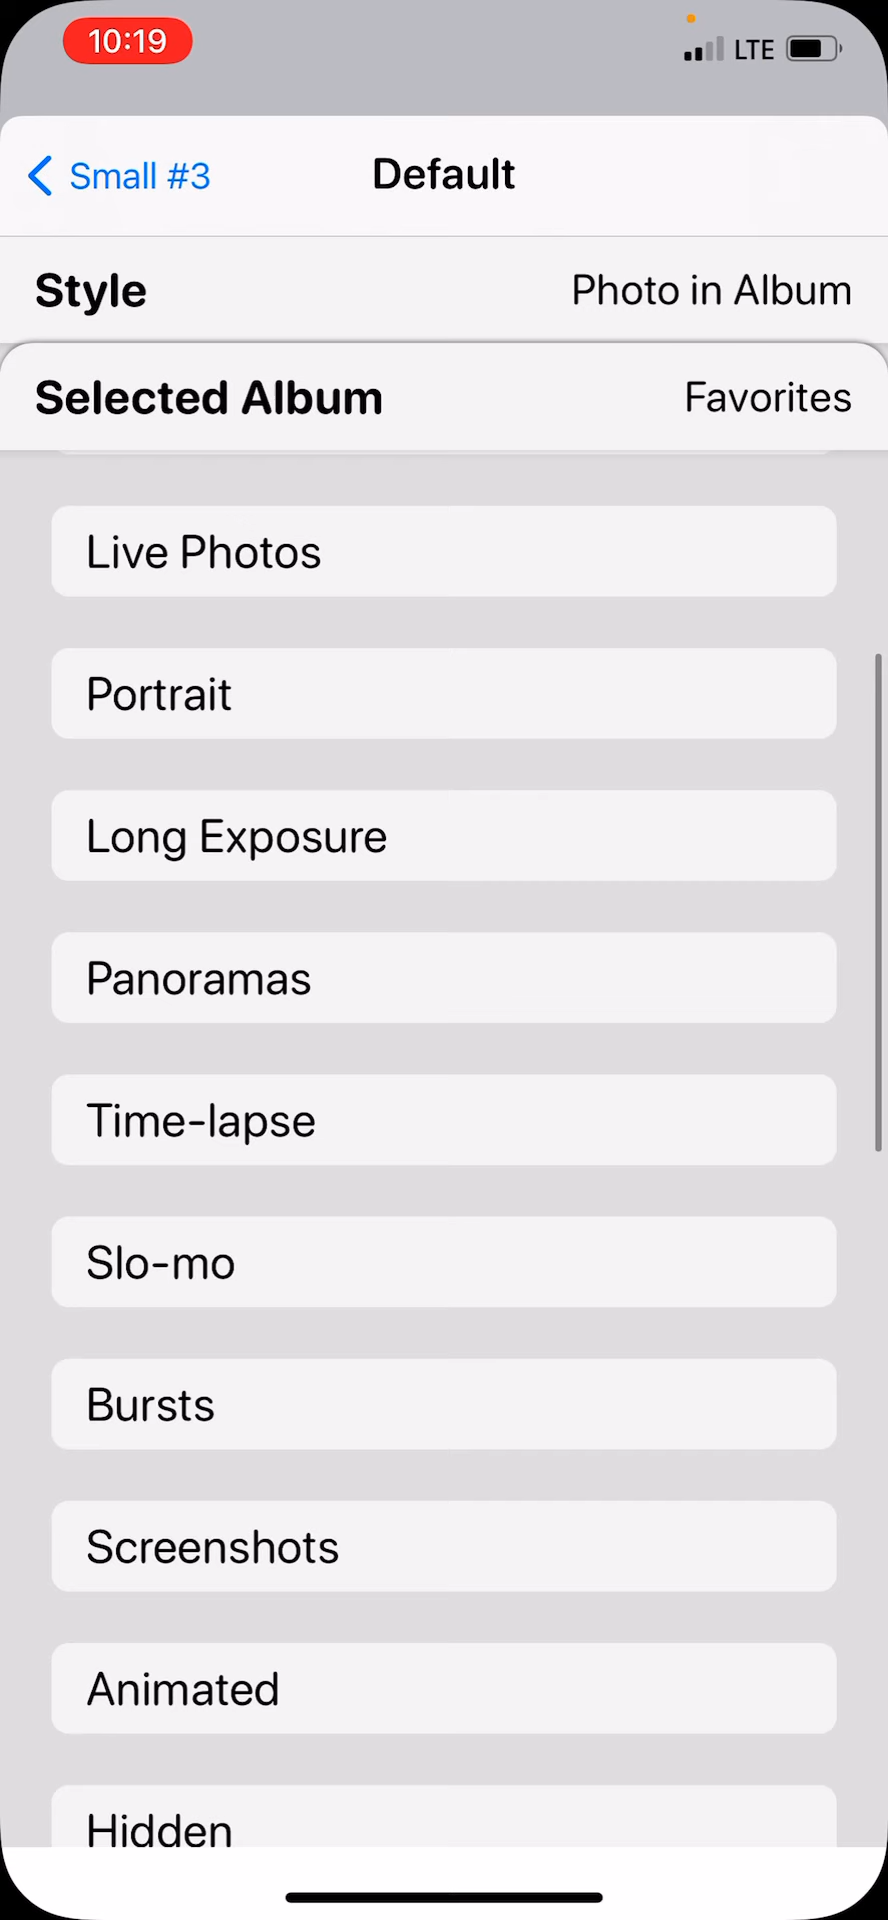 10:19 LTE
Small #3 Default
Style Photo in Album
Selected Album Favorites
Live Photos
Portrait
Long Exposure
Panoramas
Time-lapse
Slo-mo
Bursts
Screenshots
Animated
Hidden